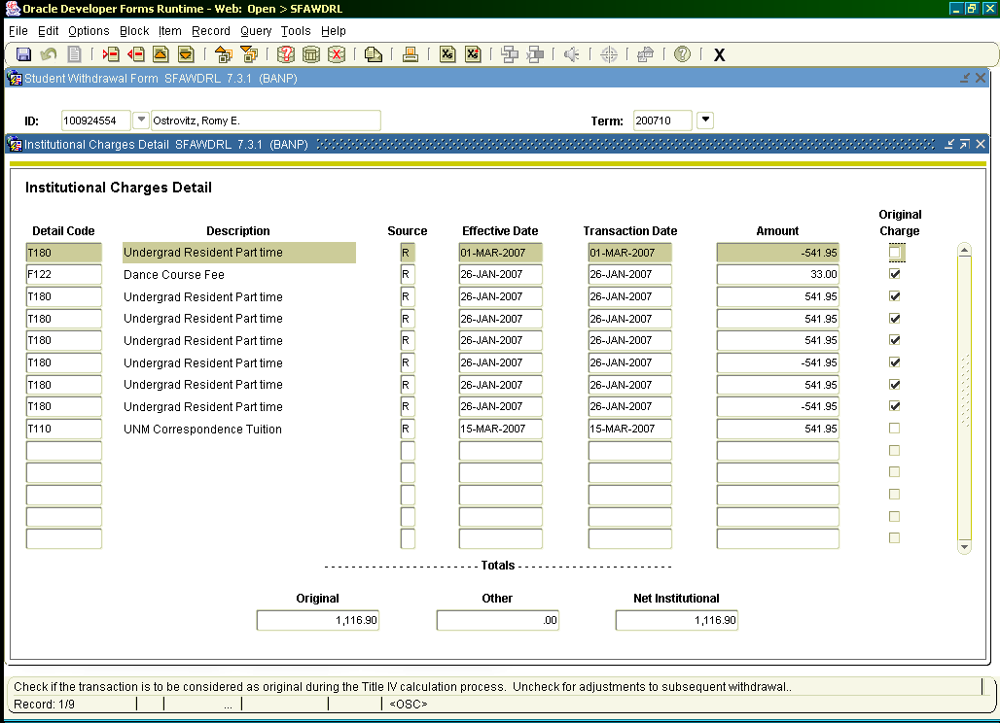 Oracle Developer Forms Runtime - Web: Open > SFAWDRL
File Edit Options Block Item Record Query Tools Help
X
Student Withdrawal Form SFAWDRL 7.3.1 (BANP)
ID: 100924554 Ostrovitz, Romy E. Term: 200710
Institutional Charges Detail SFAWDRL 7.3.1 (BANP)
Institutional Charges Detail
Original
Detail Code Description Source Effective Date Transaction Date Amount Charge
T180 Undergrad Resident Part time R 01-MAR-2007 01-MAR-2007 -541.95
F122 Dance Course Fee R 26-JAN-2007 26-JAN-2007 33.00
T180 Undergrad Resident Part time R 26-JAN-2007 26-JAN-2007 541.95
T180 Undergrad Resident Part time R 26-JAN-2007 26-JAN-2007 541.95
T180 Undergrad Resident Part time R 26-JAN-2007 26-JAN-2007 541.95
T180 Undergrad Resident Part time R 26-JAN-2007 26-JAN-2007 -541.95
T180 Undergrad Resident Part time R 26-JAN-2007 26-JAN-2007 541.95
T180 Undergrad Resident Part time R 26-JAN-2007 26-JAN-2007 -541.95
T110 UNM Correspondence Tuition R 15-MAR-2007 15-MAR-2007 541.95
Totals
Original Other Net Institutional
1,116.90 .00 1,116.90
Check if the transaction is to be considered as original during the Title IV calculation process. Uncheck for adjustments to subsequent withdrawal..
Record: 1/9 ... <OSC>